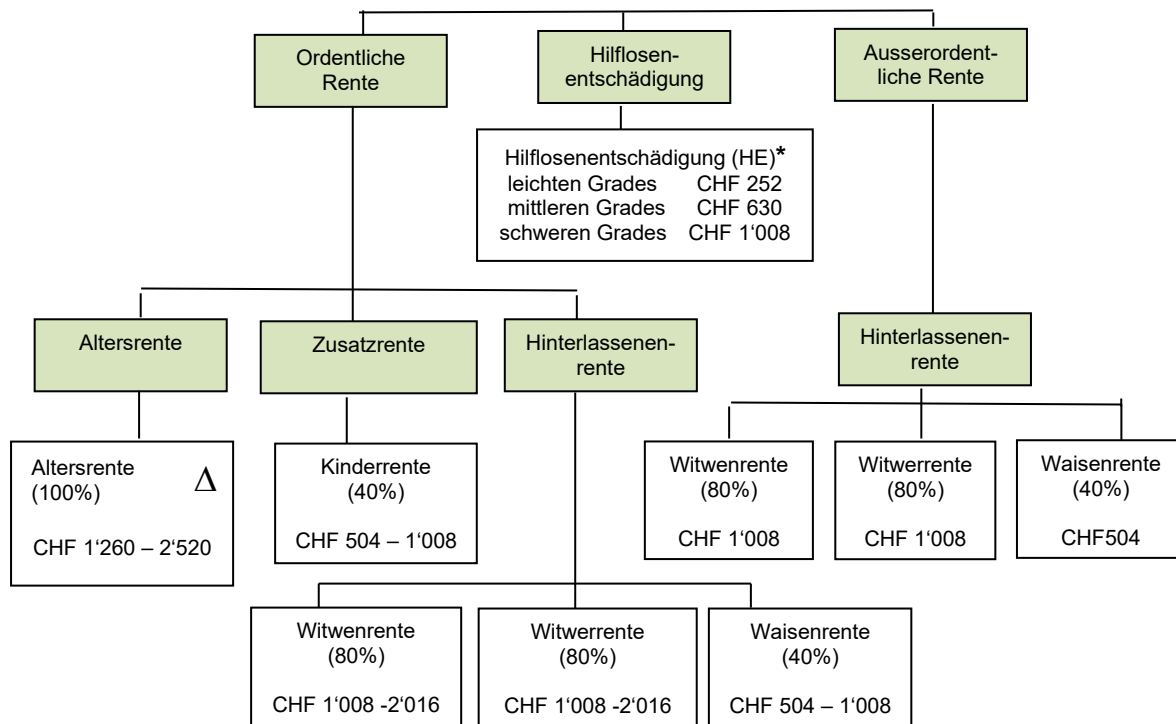 Ordentliche
Rente
Hilflosen-
entschädigung
Ausserordent-
liche Rente
Hilflosenentschädigung (HE)*
leichten Grades CHF 252
mittleren Grades CHF 630
schweren Grades CHF 1‘008
Altersrente
Zusatzrente
Hinterlassenen-
rente
Hinterlassenen-
rente
Altersrente
(100%) Δ
CHF 1‘260 – 2‘520
Kinderrente
(40%)
CHF 504 – 1‘008
Witwenrente
(80%)
CHF 1‘008
Witwerrente
(80%)
CHF 1‘008
Waisenrente
(40%)
CHF504
Witwenrente
(80%)
CHF 1‘008 -2‘016
Witwerrente
(80%)
CHF 1‘008 -2‘016
Waisenrente
(40%)
CHF 504 – 1‘008